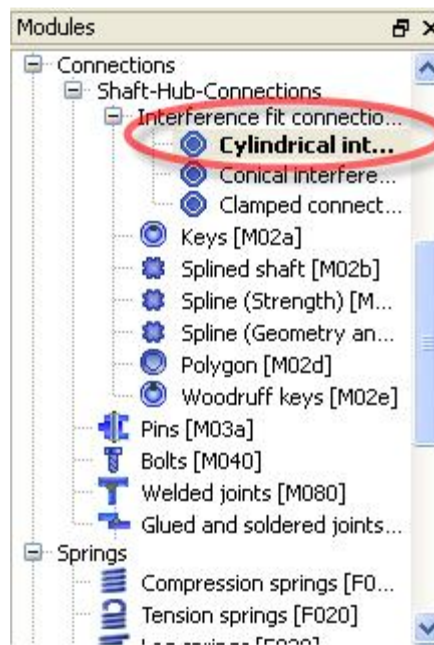 Modules
Connections
Shaft-Hub-Connections
Interference fit connectio...
Cylindrical int...
Conical interfere...
Clamped connect...
Keys [M02a]
Splined shaft [M02b]
Spline (Strength) [M...
Spline (Geometry an...
Polygon [M02d]
Woodruff keys [M02e]
Pins [M03a]
Bolts [M040]
Welded joints [M080]
Glued and soldered joints...
Springs
Compression springs [F0...
Tension springs [F020]